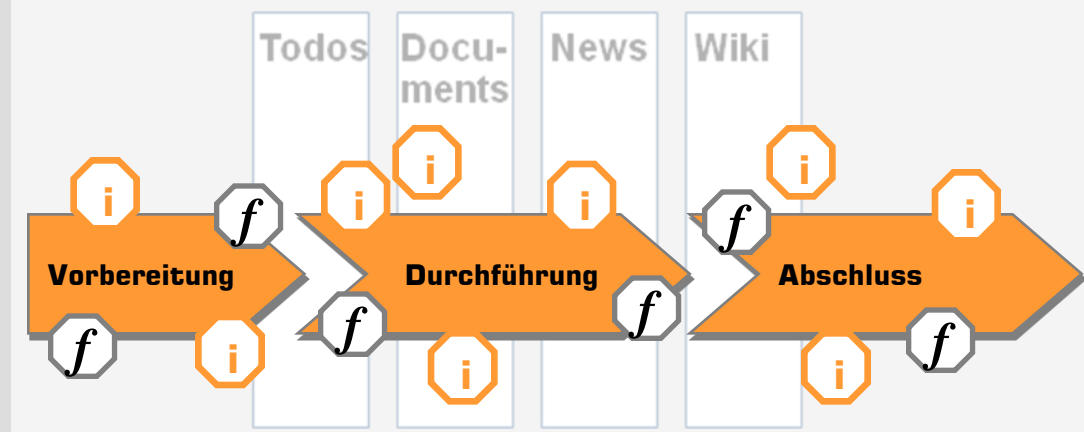 Todos
Docu-
ments
News
Wiki
i
i
i
i
i
f
f
Vorbereitung
Durchführung
Abschluss
f
f
f
f
i
i
i